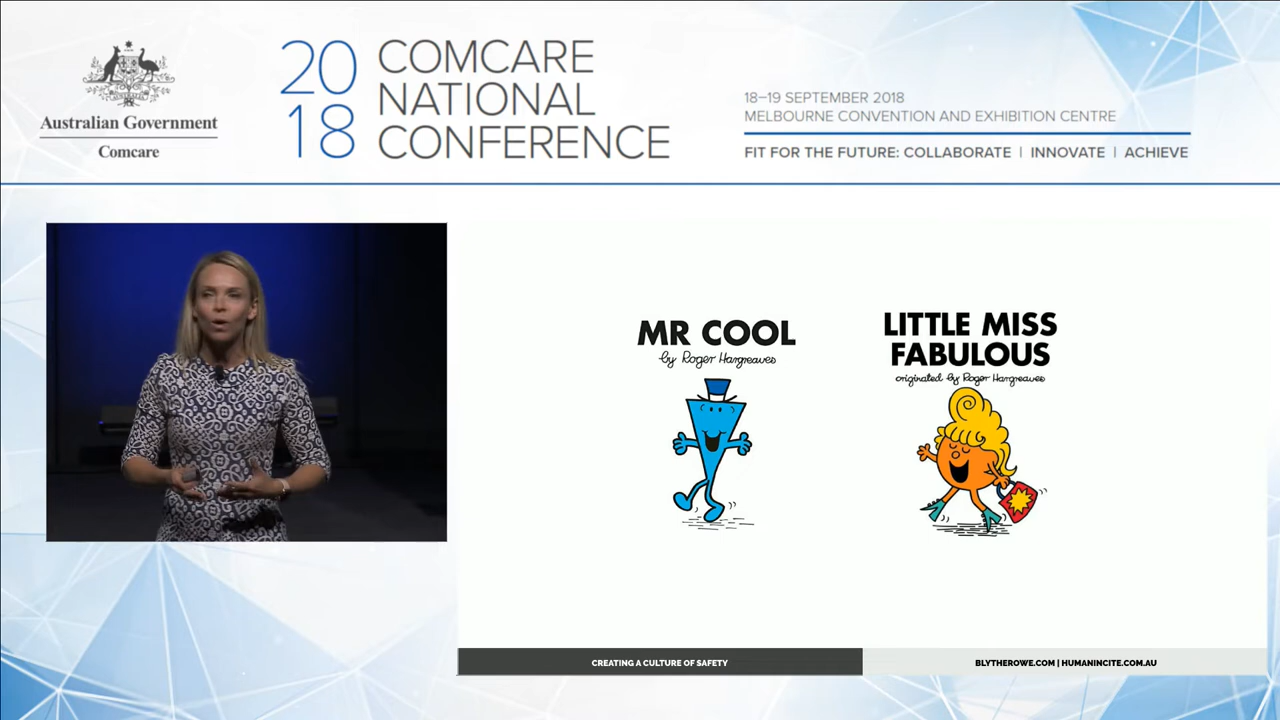 Australian Government
Comcare
20
18
COMCARE
NATIONAL
CONFERENCE
18–19 SEPTEMBER 2018
MELBOURNE CONVENTION AND EXHIBITION CENTRE
FIT FOR THE FUTURE: COLLABORATE | INNOVATE | ACHIEVE
MR COOL
by Roger Hargreaves
LITTLE MISS
FABULOUS
originated by Roger Hargreaves
CREATING A CULTURE OF SAFETY
BLYTHEROWE.COM | HUMANINCITE.COM.AU